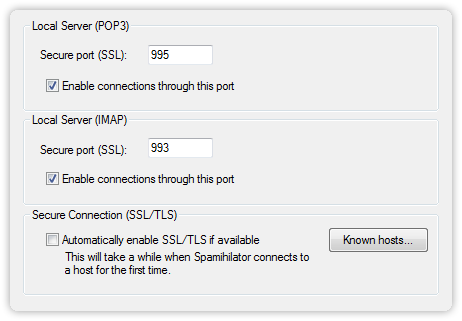 Local Server (POP3)
Secure port (SSL): 995
Enable connections through this port
Local Server (IMAP)
Secure port (SSL): 993
Enable connections through this port
Secure Connection (SSL/TLS)
Automatically enable SSL/TLS if available Known hosts...
This will take a while when Spamihilator connects to
a host for the first time.